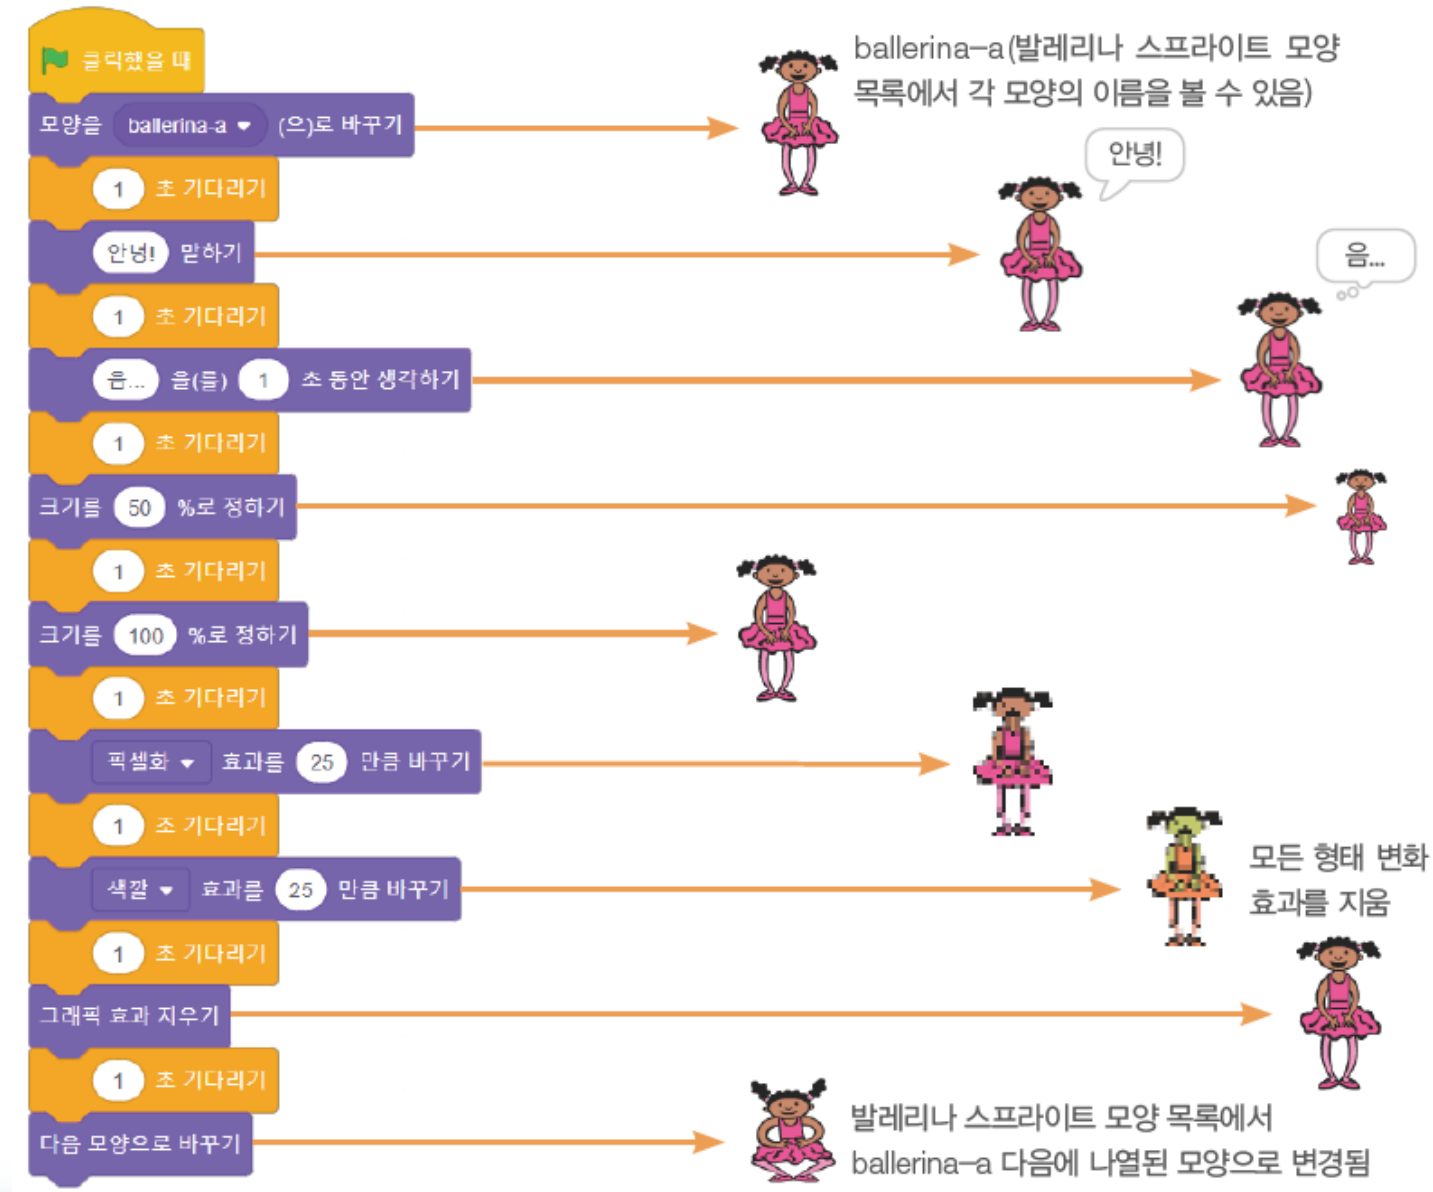 클릭했을 때
모양을 ballerina-a (으)로 바꾸기
ballerina-a(발레리나 스프라이트 모양
목록에서 각 모양의 이름을 볼 수 있음)
1 초 기다리기
안녕! 말하기
안녕!
1 초 기다리기
음... 을(를) 1 초 동안 생각하기
음...
1 초 기다리기
크기를 50 %로 정하기
1 초 기다리기
크기를 100 %로 정하기
1 초 기다리기
픽셀화 효과를 25 만큼 바꾸기
1 초 기다리기
색깔 효과를 25 만큼 바꾸기
모든 형태 변화
효과를 지움
1 초 기다리기
그래픽 효과 지우기
1 초 기다리기
다음 모양으로 바꾸기
발레리나 스프라이트 모양 목록에서
ballerina-a 다음에 나열된 모양으로 변경됨